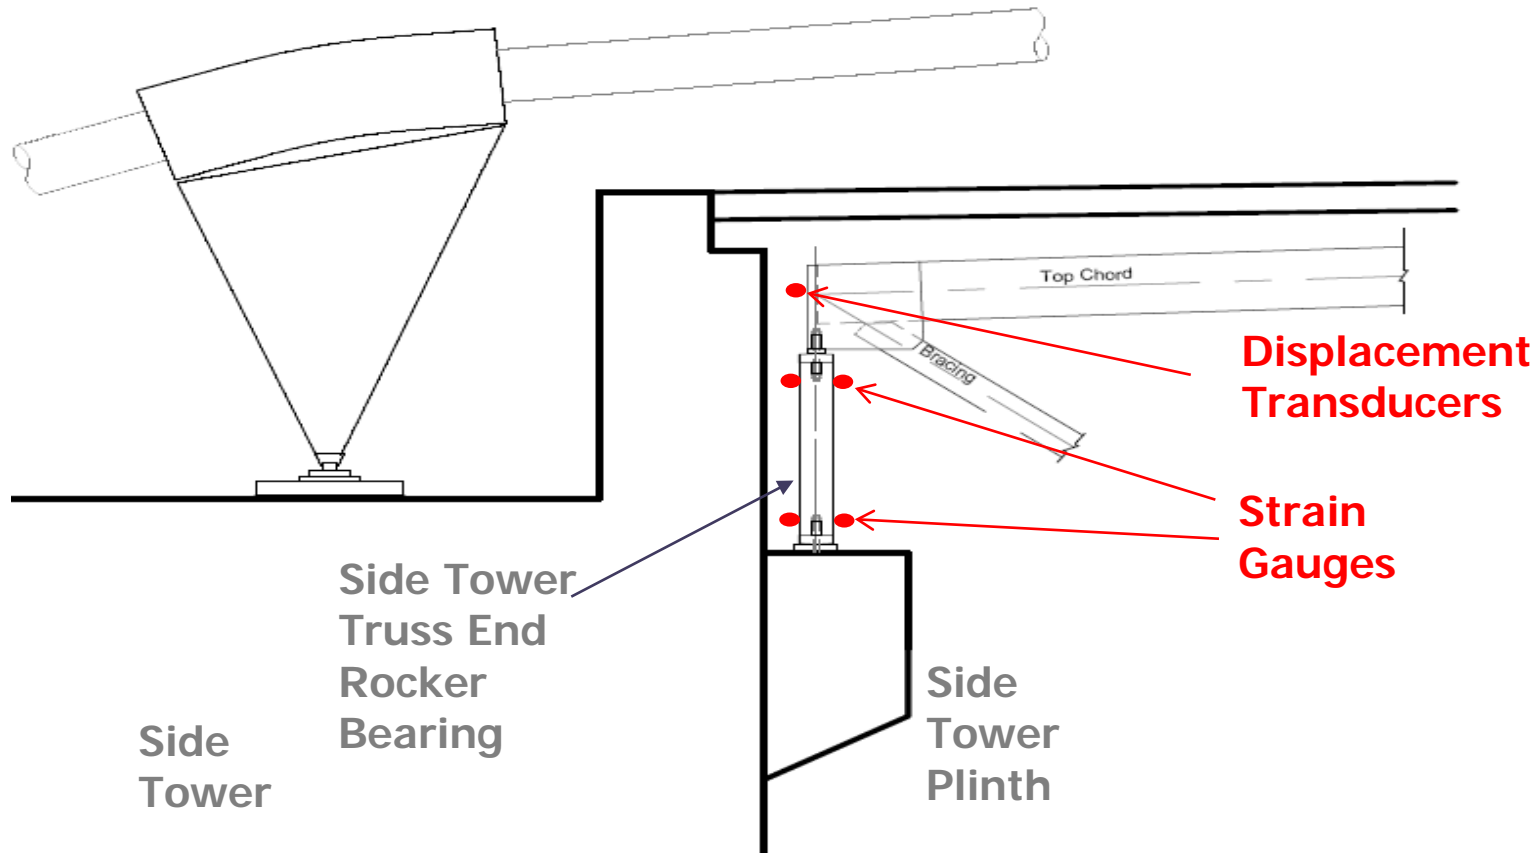 Top Chord
Bracing
Displacement
Transducers
Strain
Gauges
Side Tower
Truss End
Rocker
Bearing
Side
Tower
Plinth
Side
Tower